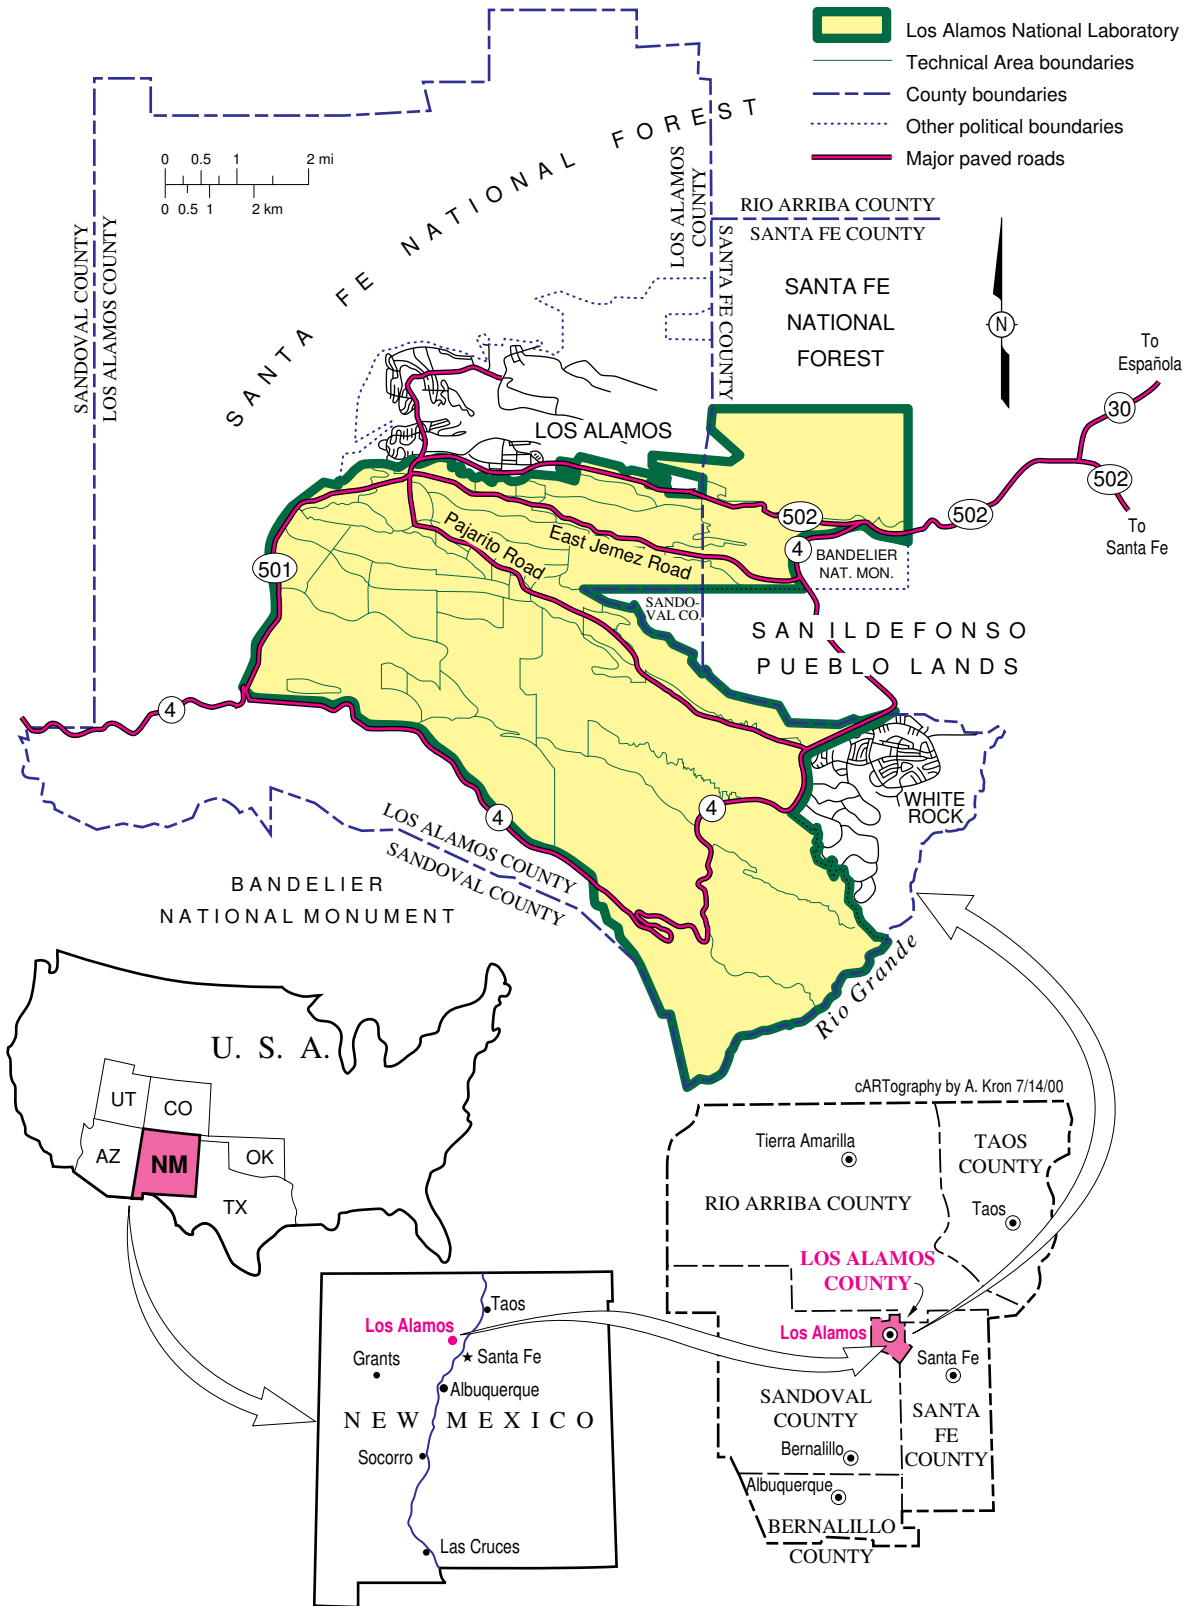 Los Alamos National Laboratory
Technical Area boundaries
County boundaries
Other political boundaries
Major paved roads
0 0.5 1 2 mi
0 0.5 1 2 km
SANTA FE NATIONAL FOREST
SANDOVAL COUNTY
LOS ALAMOS COUNTY
LOS ALAMOS
COUNTY
RIO ARRIBA COUNTY
SANTA FE COUNTY
SANTA FE COUNTY
SANTA FE
NATIONAL
FOREST
N
To
Española
30
502
To
Santa Fe
LOS ALAMOS
502
502
4
BANDELIER
NAT. MON.
East Jemez Road
Pajarito Road
501
SANDO-
VAL CO.
SAN ILDEFONSO
PUEBLO LANDS
4
WHITE
ROCK
4
4
LOS ALAMOS COUNTY
SANDOVAL COUNTY
BANDELIER
NATIONAL MONUMENT
Rio Grande
U. S. A.
UT
CO
AZ
NM
OK
TX
cARTography by A. Kron 7/14/00
Tierra Amarilla
TAOS
COUNTY
RIO ARRIBA COUNTY
Taos
LOS ALAMOS
COUNTY
Los Alamos
Santa Fe
SANDOVAL
COUNTY
SANTA
FE
COUNTY
Bernalillo
Albuquerque
BERNALILLO
COUNTY
Taos
Los Alamos
Grants
Santa Fe
Albuquerque
NEW MEXICO
Socorro
Las Cruces